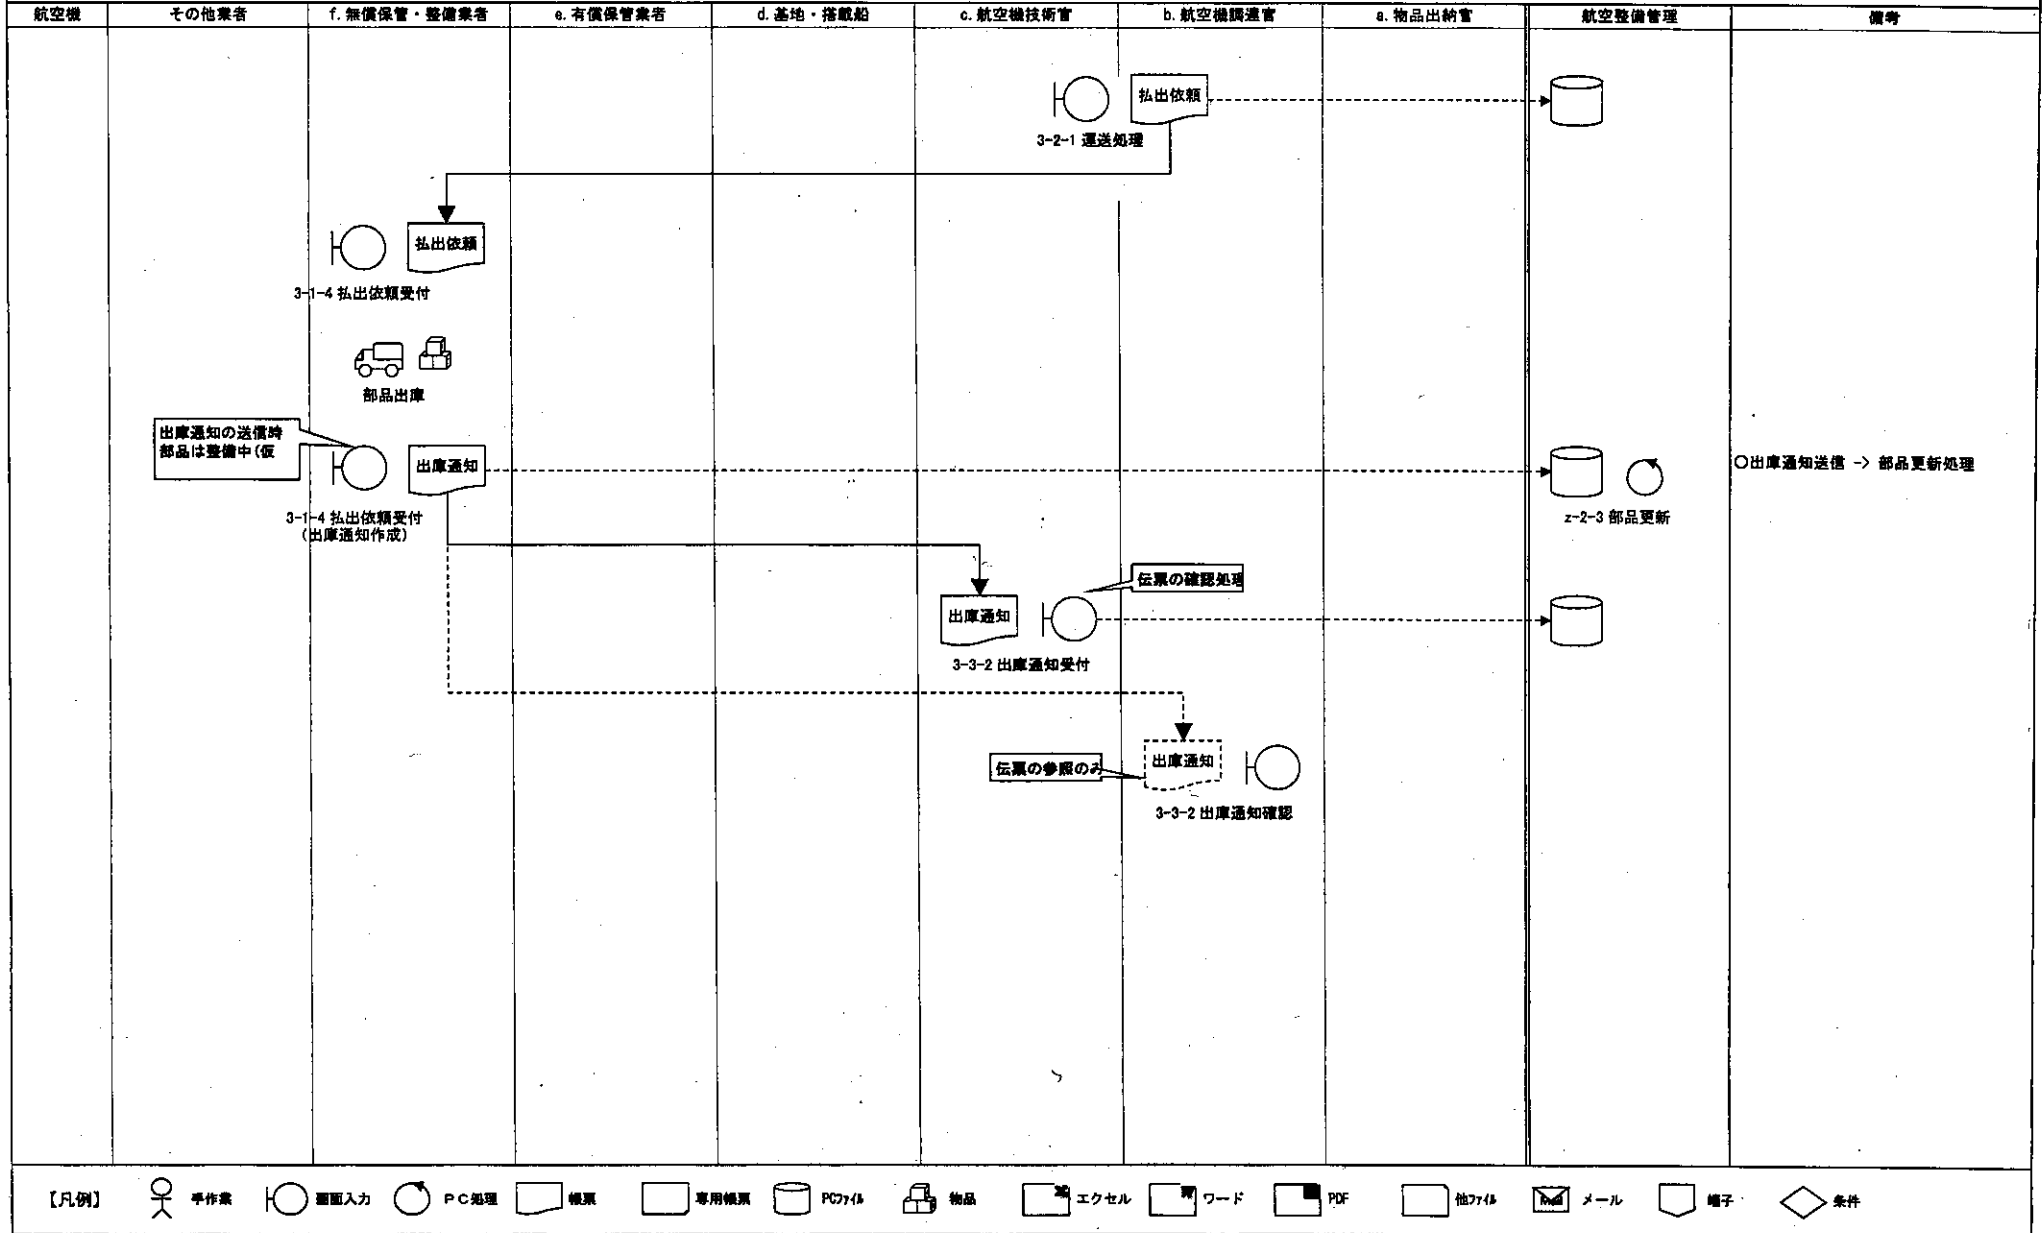 航空機
その他業者
f. 無償保管・整備業者
e. 有償保管業者
d. 基地・搭載船
c. 航空機技術官
b. 航空機調達官
a. 物品出納官
航空整備管理
備考
払出依頼
3-2-1 運送処理
払出依頼
3-1-4 払出依頼受付
部品出庫
出庫通知の送信時
部品は整備中(仮
出庫通知
3-1-4 払出依頼受付
(出庫通知作成)
z-2-3 部品更新
○出庫通知送信 -> 部品更新処理
伝票の確認処理
出庫通知
3-3-2 出庫通知受付
伝票の参照のみ
出庫通知
3-3-2 出庫通知確認
【凡例】
手作業
画面入力
PC処理
帳票
専用帳票
PCファイル
物品
エクセル
ワード
PDF
他ファイル
メール
端子
条件